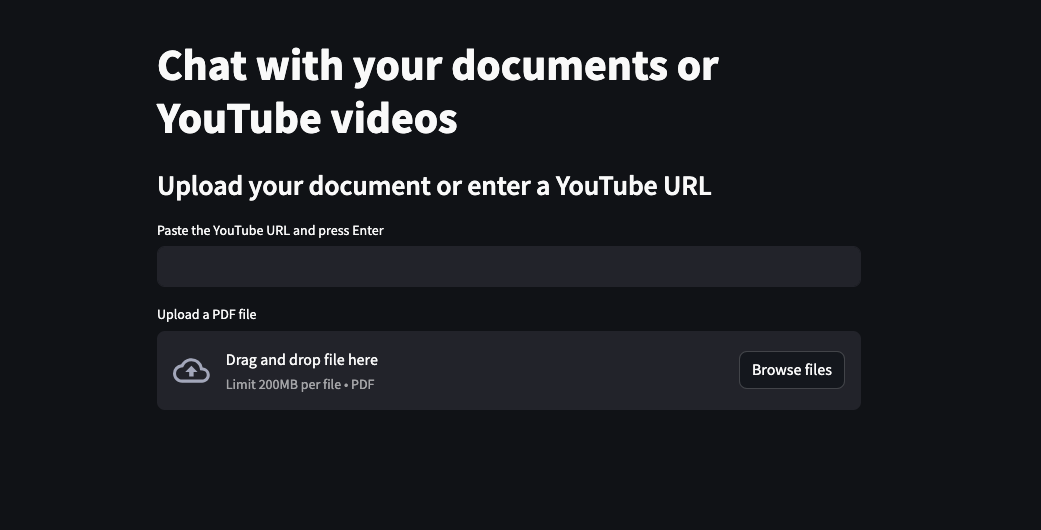 Chat with your documents or
YouTube videos
Upload your document or enter a YouTube URL
Paste the YouTube URL and press Enter
Upload a PDF file
Drag and drop file here
Limit 200MB per file • PDF
Browse files